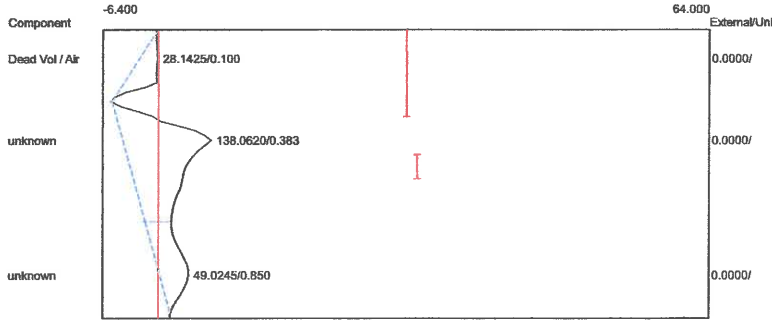 -6.400 64.000
Component External/Uni
Dead Vol / Air 28.1425/0.100 0.0000/
unknown 138.0620/0.383 0.0000/
unknown 49.0245/0.850 0.0000/